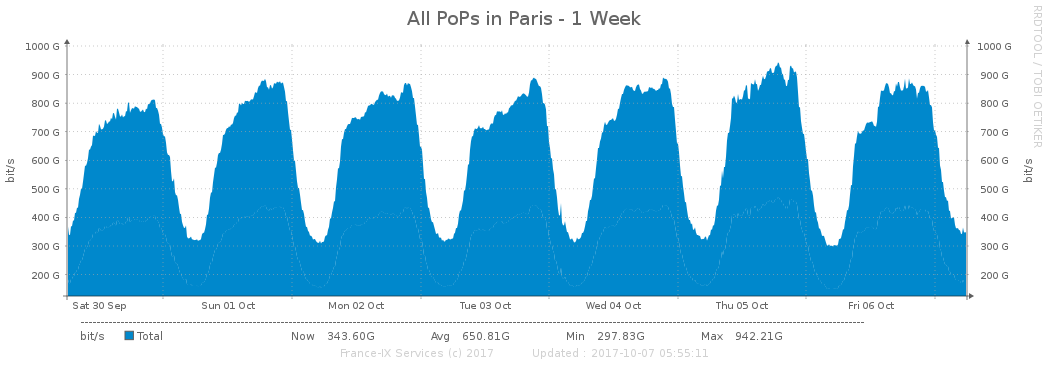 All PoPs in Paris - 1 Week
RRDTOOL / TOBI OETIKER
bit/s
1000 G
900 G
800 G
700 G
600 G
500 G
400 G
300 G
200 G
1000 G
900 G
800 G
700 G
600 G
500 G
400 G
300 G
200 G
bit/s
Sat 30 Sep Sun 01 Oct Mon 02 Oct Tue 03 Oct Wed 04 Oct Thu 05 Oct Fri 06 Oct
bit/s Total Now 343.60G Avg 650.81G Min 297.83G Max 942.21G
France-IX Services (c) 2017 Updated : 2017-10-07 05:55:11